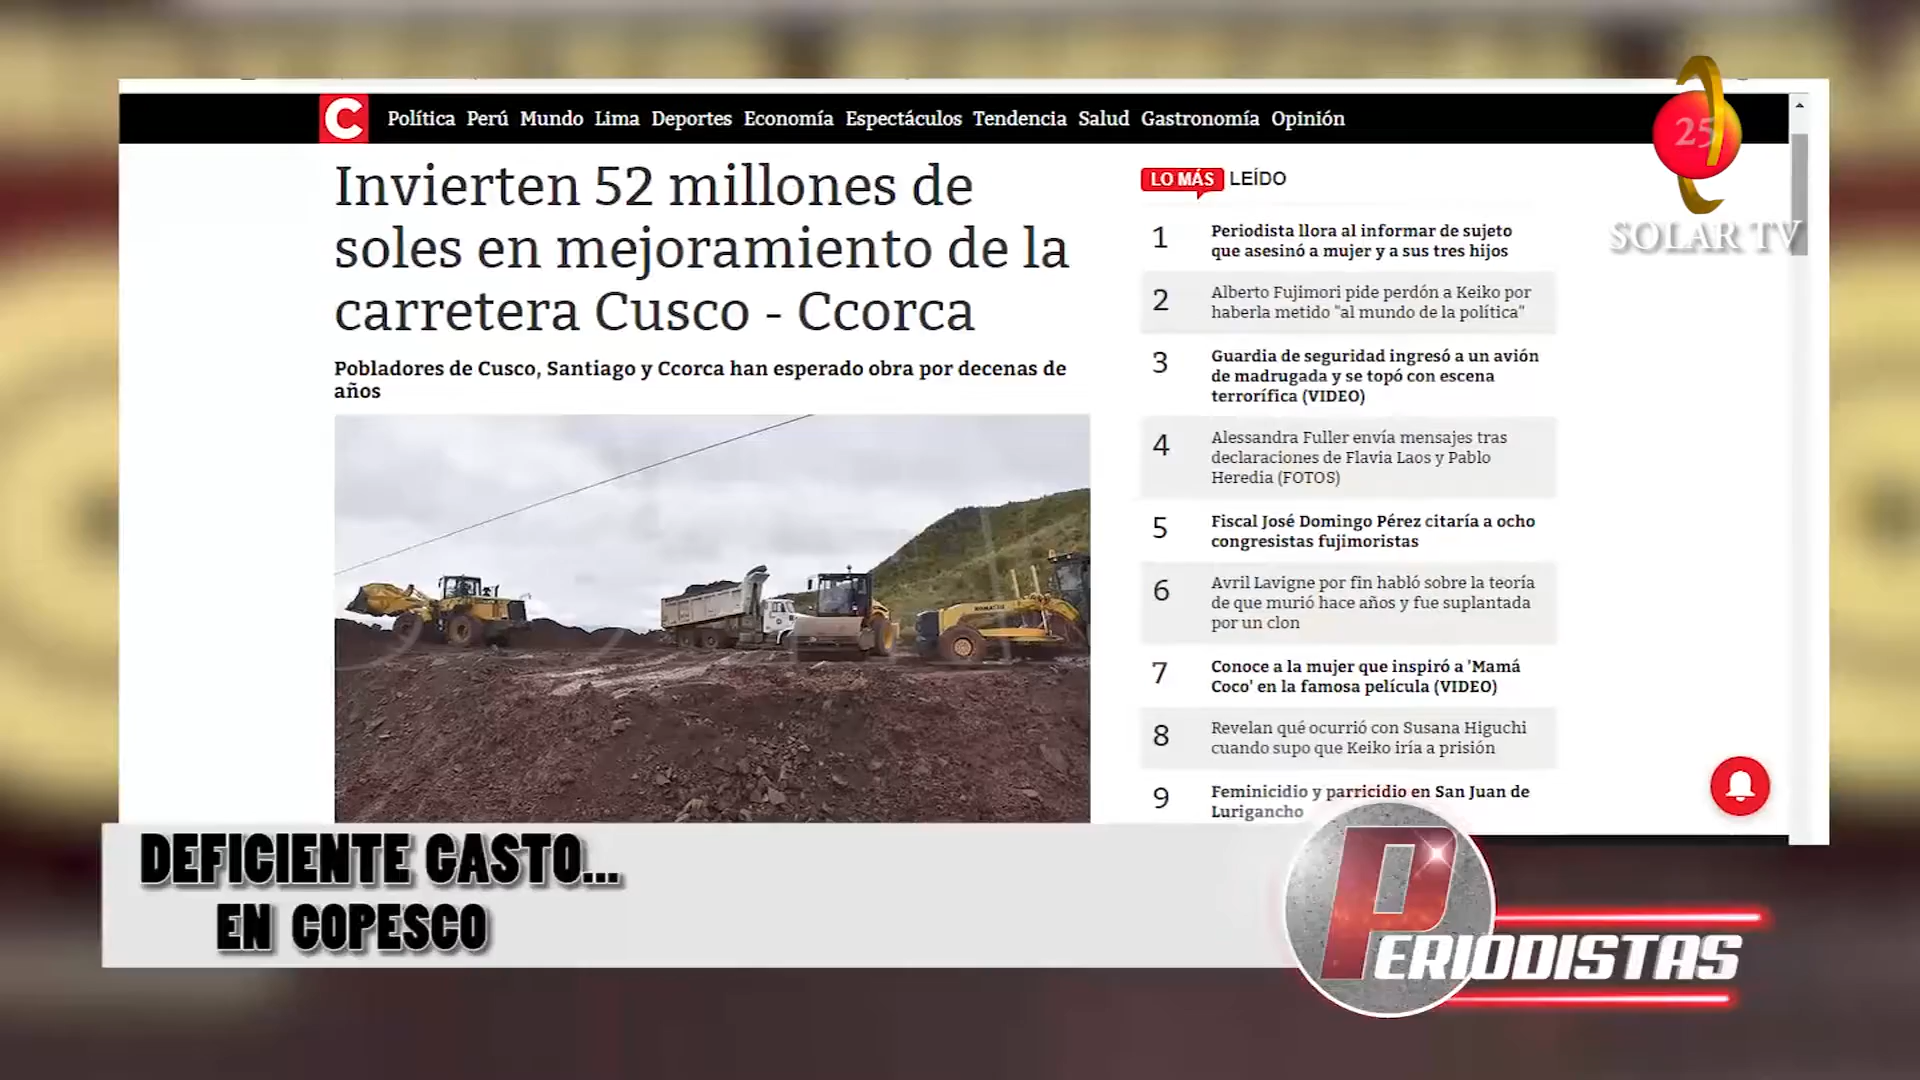 C Política Perú Mundo Lima Deportes Economía Espectáculos Tendencia Salud Gastronomía Opinión
Invierten 52 millones de
soles en mejoramiento de la
carretera Cusco - Ccorca
Pobladores de Cusco, Santiago y Ccorca han esperado obra por decenas de
años
KOMATSU
LO MÁS LEÍDO
1 Periodista llora al informar de sujeto
que asesinó a mujer y a sus tres hijos
2 Alberto Fujimori pide perdón a Keiko por
haberla metido "al mundo de la política"
3 Guardia de seguridad ingresó a un avión
de madrugada y se topó con escena
terrorífica (VIDEO)
4 Alessandra Fuller envía mensajes tras
declaraciones de Flavia Laos y Pablo
Heredia (FOTOS)
5 Fiscal José Domingo Pérez citaría a ocho
congresistas fujimoristas
6 Avril Lavigne por fin habló sobre la teoría
de que murió hace años y fue suplantada
por un clon
7 Conoce a la mujer que inspiró a 'Mamá
Coco' en la famosa película (VIDEO)
8 Revelan qué ocurrió con Susana Higuchi
cuando supo que Keiko iría a prisión
9 Feminicidio y parricidio en San Juan de
Lurigancho
25
SOLAR TV
DEFICIENTE GASTO...
EN COPESCO
PERIODISTAS